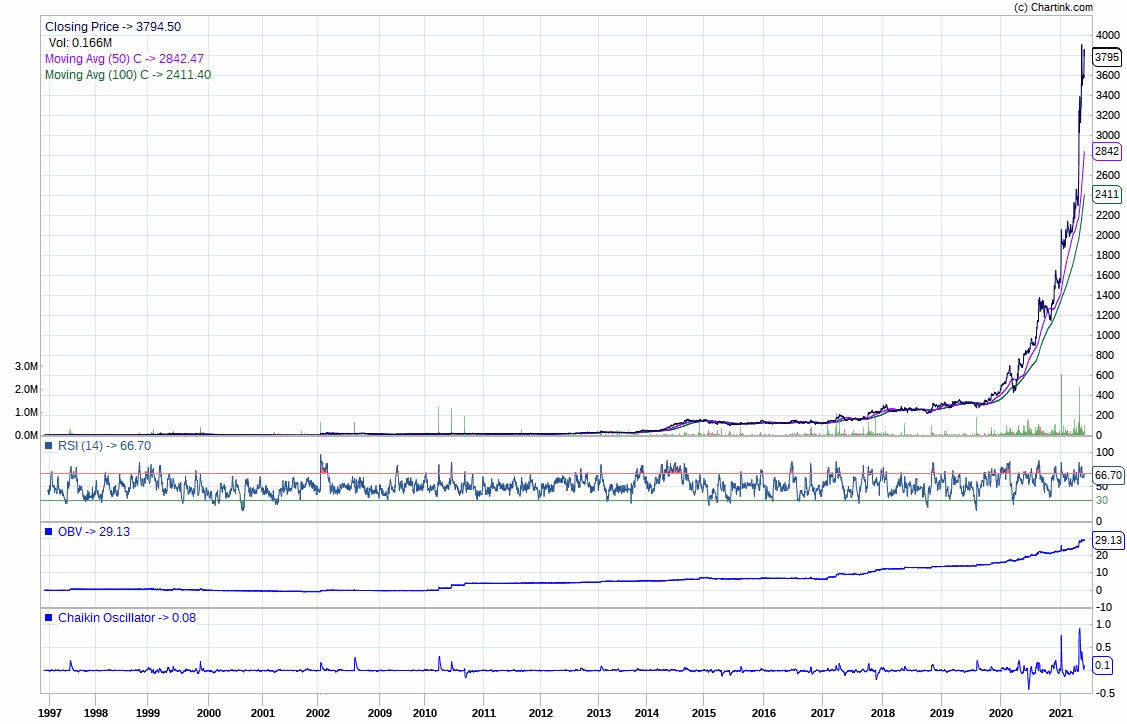 (c) Chartink.com
Closing Price -> 3794.50
Vol: 0.166M
Moving Avg (50) C -> 2842.47
Moving Avg (100) C -> 2411.40
4000
3795
3600
3400
3200
3000
2842
2600
2411
2200
2000
1800
1600
1400
1200
1000
800
600
400
200
0
3.0M
2.0M
1.0M
0.0M
RSI (14) -> 66.70
100
66.70
50
30
0
OBV -> 29.13
29.13
20
10
0
-10
Chaikin Oscillator -> 0.08
1.0
0.5
0.1
-0.5
1997 1998 1999 2000 2001 2002 2009 2010 2011 2012 2013 2014 2015 2016 2017 2018 2019 2020 2021